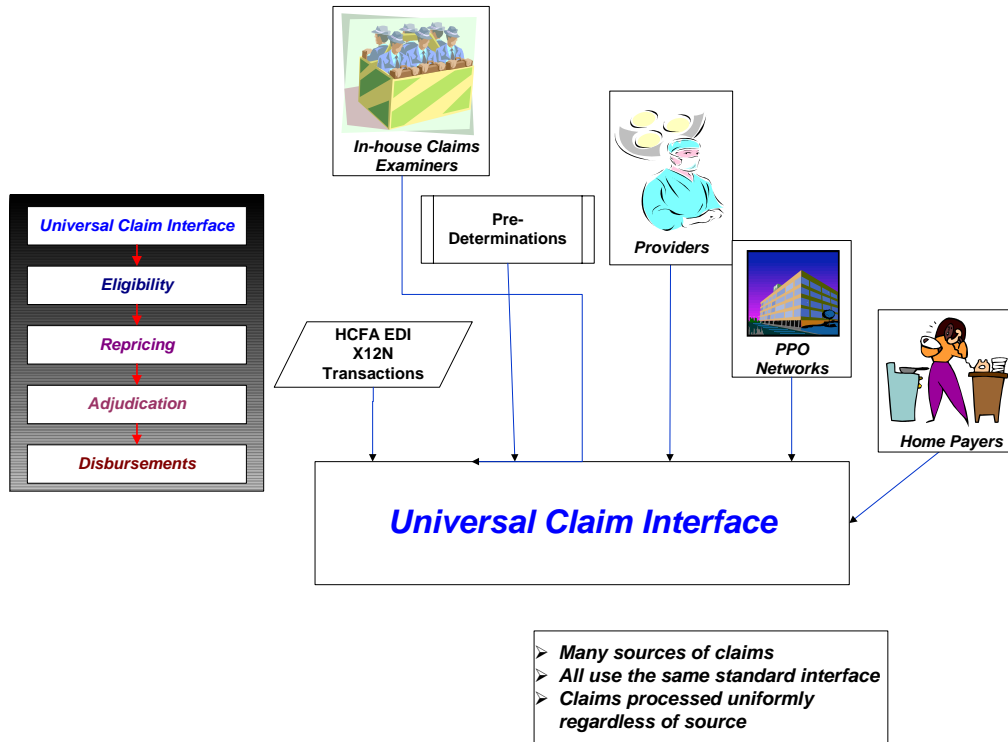 In-house Claims
Examiners
Universal Claim Interface
Eligibility
Repricing
Adjudication
Disbursements
Pre-
Determinations
Providers
HCFA EDI
X12N
Transactions
PPO
Networks
Home Payers
Universal Claim Interface
➢ Many sources of claims
➢ All use the same standard interface
➢ Claims processed uniformly
regardless of source